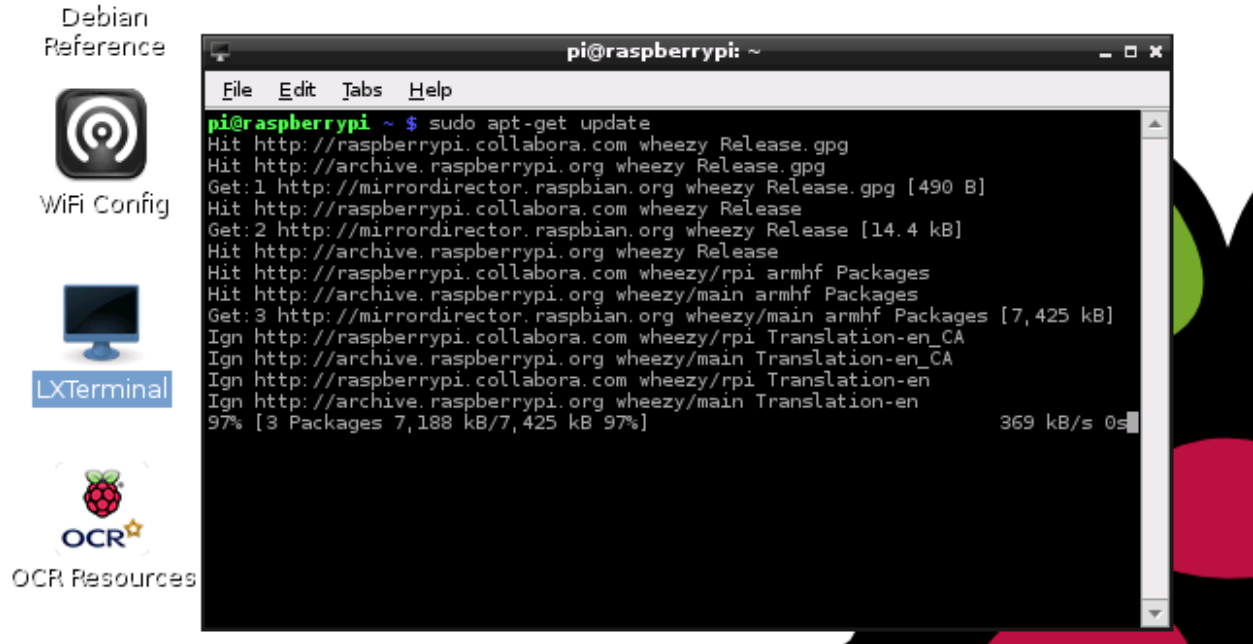 Debian
Reference
WiFi Config
LXTerminal
OCR
OCR Resources
pi@raspberrypi: ~
File Edit Tabs Help
pi@raspberrypi ~ $ sudo apt-get update
Hit http://raspberrypi.collabora.com wheezy Release.gpg
Hit http://archive.raspberrypi.org wheezy Release.gpg
Get:1 http://mirrordirector.raspbian.org wheezy Release.gpg [490 B]
Hit http://raspberrypi.collabora.com wheezy Release
Get:2 http://mirrordirector.raspbian.org wheezy Release [14.4 kB]
Hit http://archive.raspberrypi.org wheezy Release
Hit http://raspberrypi.collabora.com wheezy/rpi armhf Packages
Hit http://archive.raspberrypi.org wheezy/main armhf Packages
Get:3 http://mirrordirector.raspbian.org wheezy/main armhf Packages [7,425 kB]
Ign http://raspberrypi.collabora.com wheezy/rpi Translation-en_CA
Ign http://archive.raspberrypi.org wheezy/main Translation-en_CA
Ign http://raspberrypi.collabora.com wheezy/rpi Translation-en
Ign http://archive.raspberrypi.org wheezy/main Translation-en
97% [3 Packages 7,188 kB/7,425 kB 97%] 369 kB/s 0s